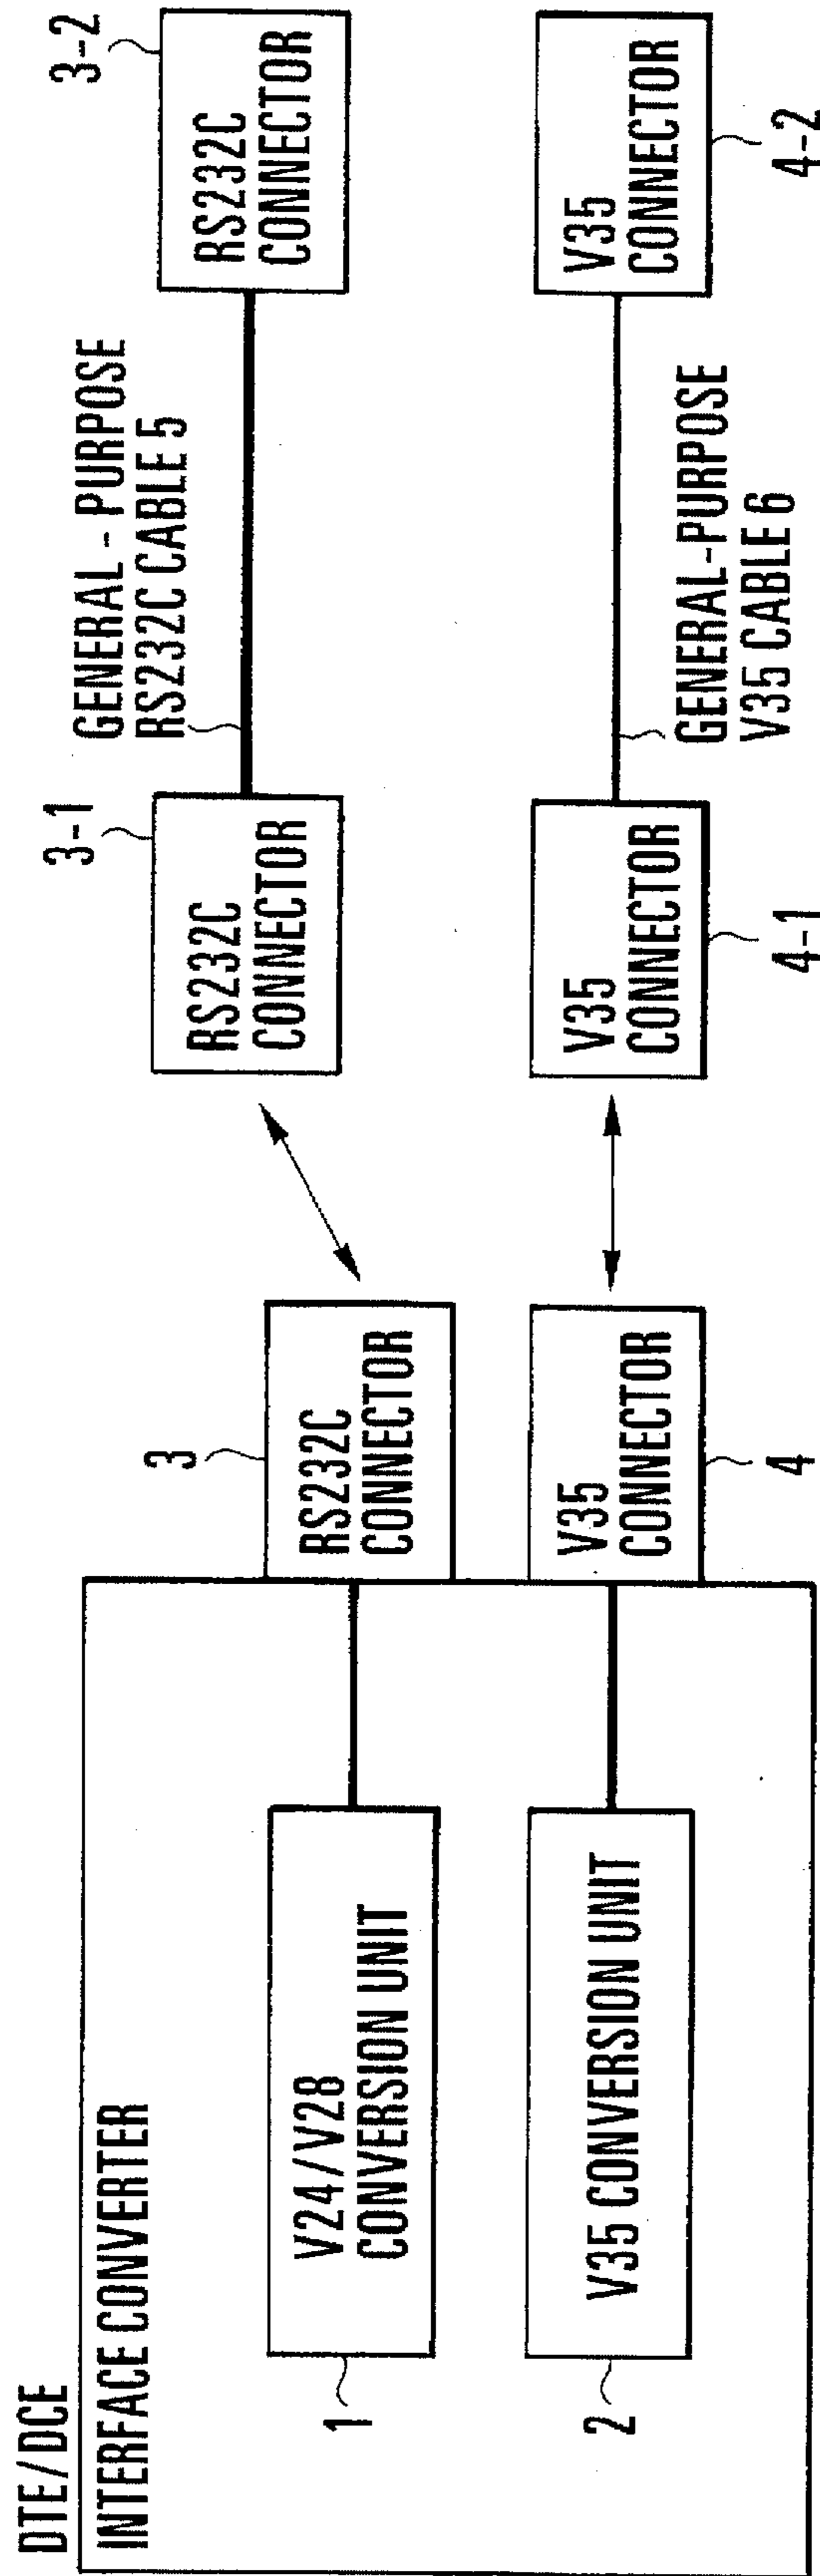 DTE/DCE
INTERFACE CONVERTER
1
V24/V28
CONVERSION UNIT
2
V35 CONVERSION UNIT
3
RS232C
CONNECTOR
V35
CONNECTOR
4
3-1
RS232C
CONNECTOR
V35
CONNECTOR
4-1
GENERAL-PURPOSE
RS232C CABLE 5
GENERAL-PURPOSE
V35 CABLE 6
3-2
RS232C
CONNECTOR
V35
CONNECTOR
4-2